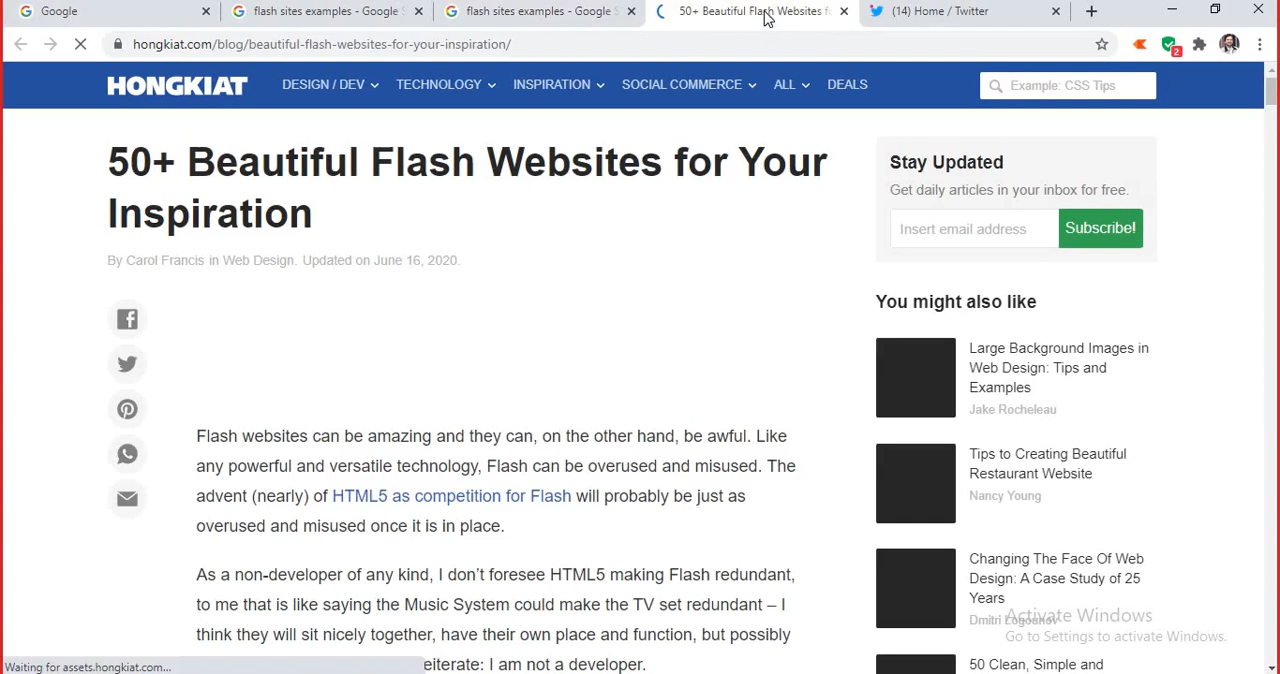 Google
flash sites examples - Google S
flash sites examples - Google S
50+ Beautiful Flash Websites fo
(14) Home / Twitter
hongkiat.com/blog/beautiful-flash-websites-for-your-inspiration/
2
HONGKIAT
DESIGN / DEV
TECHNOLOGY
INSPIRATION
SOCIAL COMMERCE
ALL
DEALS
Example: CSS Tips
50+ Beautiful Flash Websites for Your
Inspiration
By Carol Francis in Web Design. Updated on June 16, 2020.
Flash websites can be amazing and they can, on the other hand, be awful. Like
any powerful and versatile technology, Flash can be overused and misused. The
advent (nearly) of HTML5 as competition for Flash will probably be just as
overused and misused once it is in place.
As a non-developer of any kind, I don't foresee HTML5 making Flash redundant,
to me that is like saying the Music System could make the TV set redundant – I
think they will sit nicely together, have their own place and function, but possibly
eiterate: I am not a developer.
Stay Updated
Get daily articles in your inbox for free.
Insert email address
Subscribe!
You might also like
Large Background Images in
Web Design: Tips and
Examples
Jake Rocheleau
Tips to Creating Beautiful
Restaurant Website
Nancy Young
Changing The Face Of Web
Design: A Case Study of 25
Years
Dmitri Logounov
50 Clean, Simple and
Activate Windows
Go to Settings to activate Windows.
Waiting for assets.hongkiat.com...